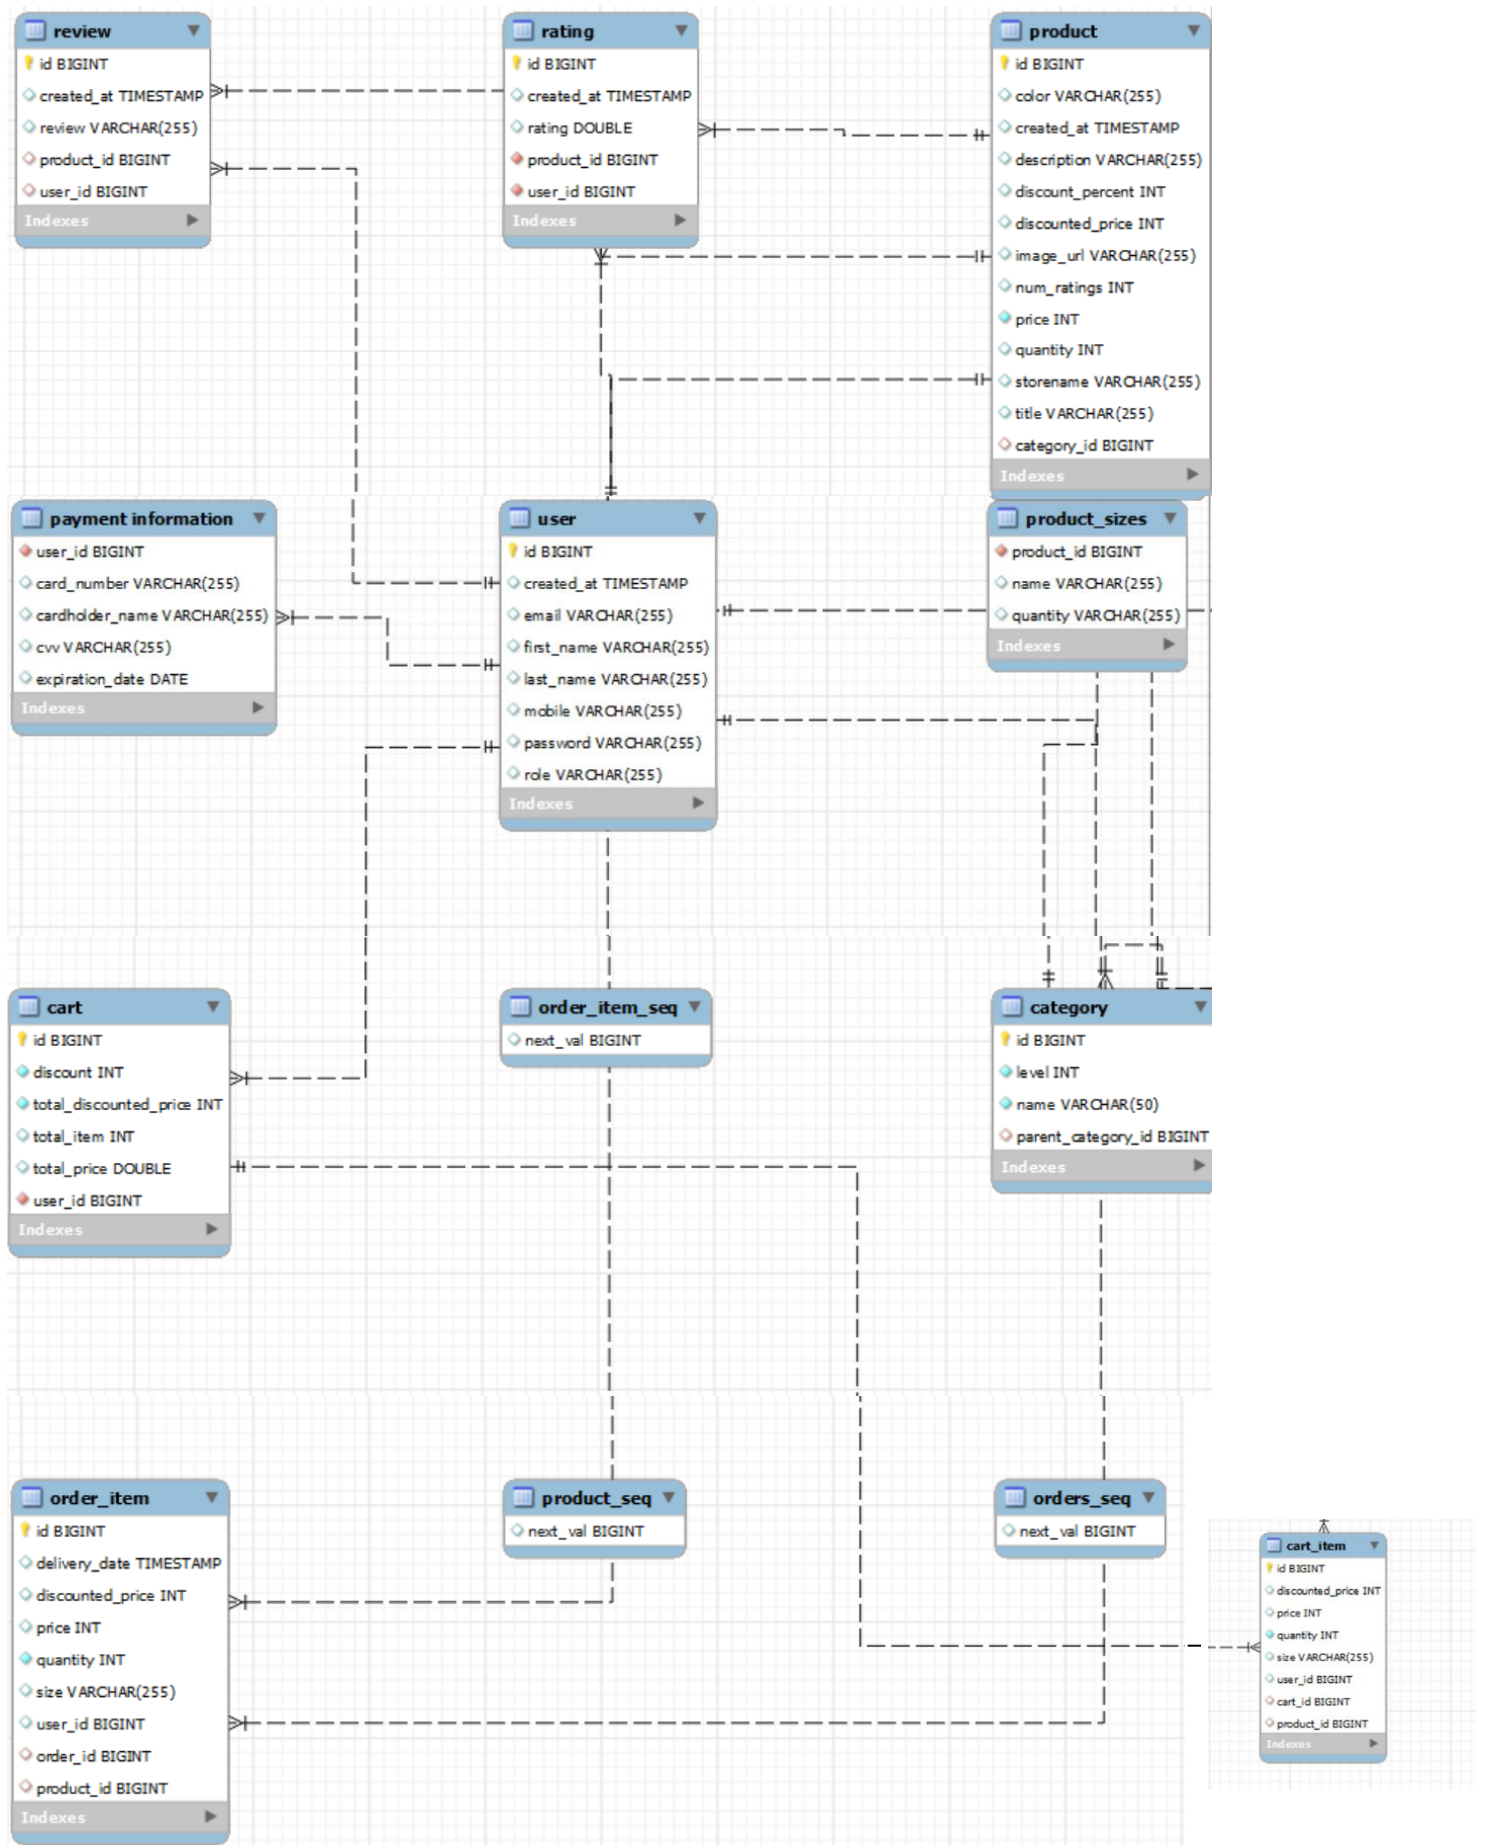 review
id BIGINT
created_at TIMESTAMP
review VARCHAR(255)
product_id BIGINT
user_id BIGINT
Indexes
rating
id BIGINT
created_at TIMESTAMP
rating DOUBLE
product_id BIGINT
user_id BIGINT
Indexes
product
id BIGINT
color VARCHAR(255)
created_at TIMESTAMP
description VARCHAR(255)
discount_percent INT
discounted_price INT
image_url VARCHAR(255)
num_ratings INT
price INT
quantity INT
storename VARCHAR(255)
title VARCHAR(255)
category_id BIGINT
Indexes
payment information
user_id BIGINT
card_number VARCHAR(255)
cardholder_name VARCHAR(255)
cvv VARCHAR(255)
expiration_date DATE
Indexes
user
id BIGINT
created_at TIMESTAMP
email VARCHAR(255)
first_name VARCHAR(255)
last_name VARCHAR(255)
mobile VARCHAR(255)
password VARCHAR(255)
role VARCHAR(255)
Indexes
product_sizes
product_id BIGINT
name VARCHAR(255)
quantity VARCHAR(255)
Indexes
cart
id BIGINT
discount INT
total_discounted_price INT
total_item INT
total_price DOUBLE
user_id BIGINT
Indexes
order_item_seq
next_val BIGINT
category
id BIGINT
level INT
name VARCHAR(50)
parent_category_id BIGINT
Indexes
order_item
id BIGINT
delivery_date TIMESTAMP
discounted_price INT
price INT
quantity INT
size VARCHAR(255)
user_id BIGINT
order_id BIGINT
product_id BIGINT
Indexes
product_seq
next_val BIGINT
orders_seq
next_val BIGINT
cart_item
id BIGINT
discounted_price INT
price INT
quantity INT
size VARCHAR(255)
user_id BIGINT
cart_id BIGINT
product_id BIGINT
Indexes